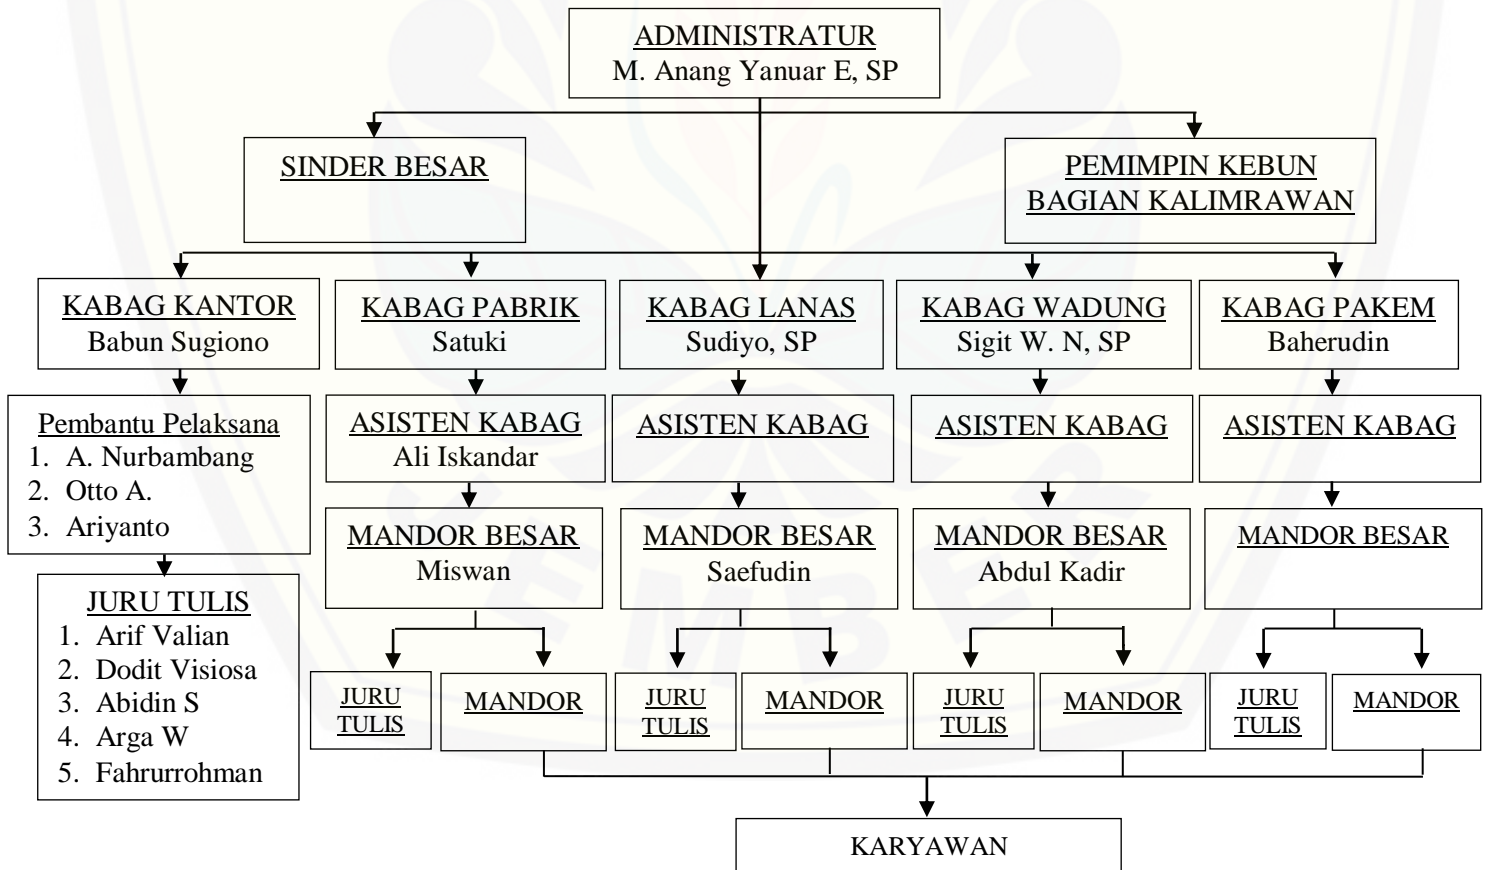 ADMINISTRATUR
M. Anang Yanuar E, SP
SINDER BESAR
PEMIMPIN KEBUN
BAGIAN KALIMRAWAN
KABAG KANTOR
Babun Sugiono
KABAG PABRIK
Satuki
KABAG LANAS
Sudiyo, SP
KABAG WADUNG
Sigit W. N, SP
KABAG PAKEM
Baherudin
Pembantu Pelaksana
1. A. Nurbambang
2. Otto A.
3. Ariyanto
ASISTEN KABAG
Ali Iskandar
ASISTEN KABAG
ASISTEN KABAG
ASISTEN KABAG
MANDOR BESAR
Miswan
MANDOR BESAR
Saefudin
MANDOR BESAR
Abdul Kadir
MANDOR BESAR
JURU TULIS
1. Arif Valian
2. Dodit Visiosa
3. Abidin S
4. Arga W
5. Fahrurrohman
JURU
TULIS
MANDOR
JURU
TULIS
MANDOR
JURU
TULIS
MANDOR
JURU
TULIS
MANDOR
KARYAWAN
JEMBER